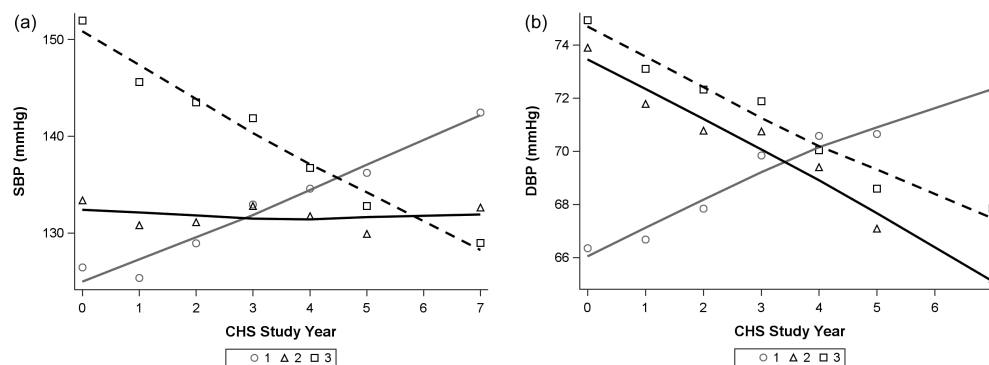 (a)
150
140
130
SBP (mmHg)
0 1 2 3 4 5 6 7
CHS Study Year
1 2 3
(b)
74
72
70
68
66
DBP (mmHg)
0 1 2 3 4 5 6
CHS Study Year
1 2 3